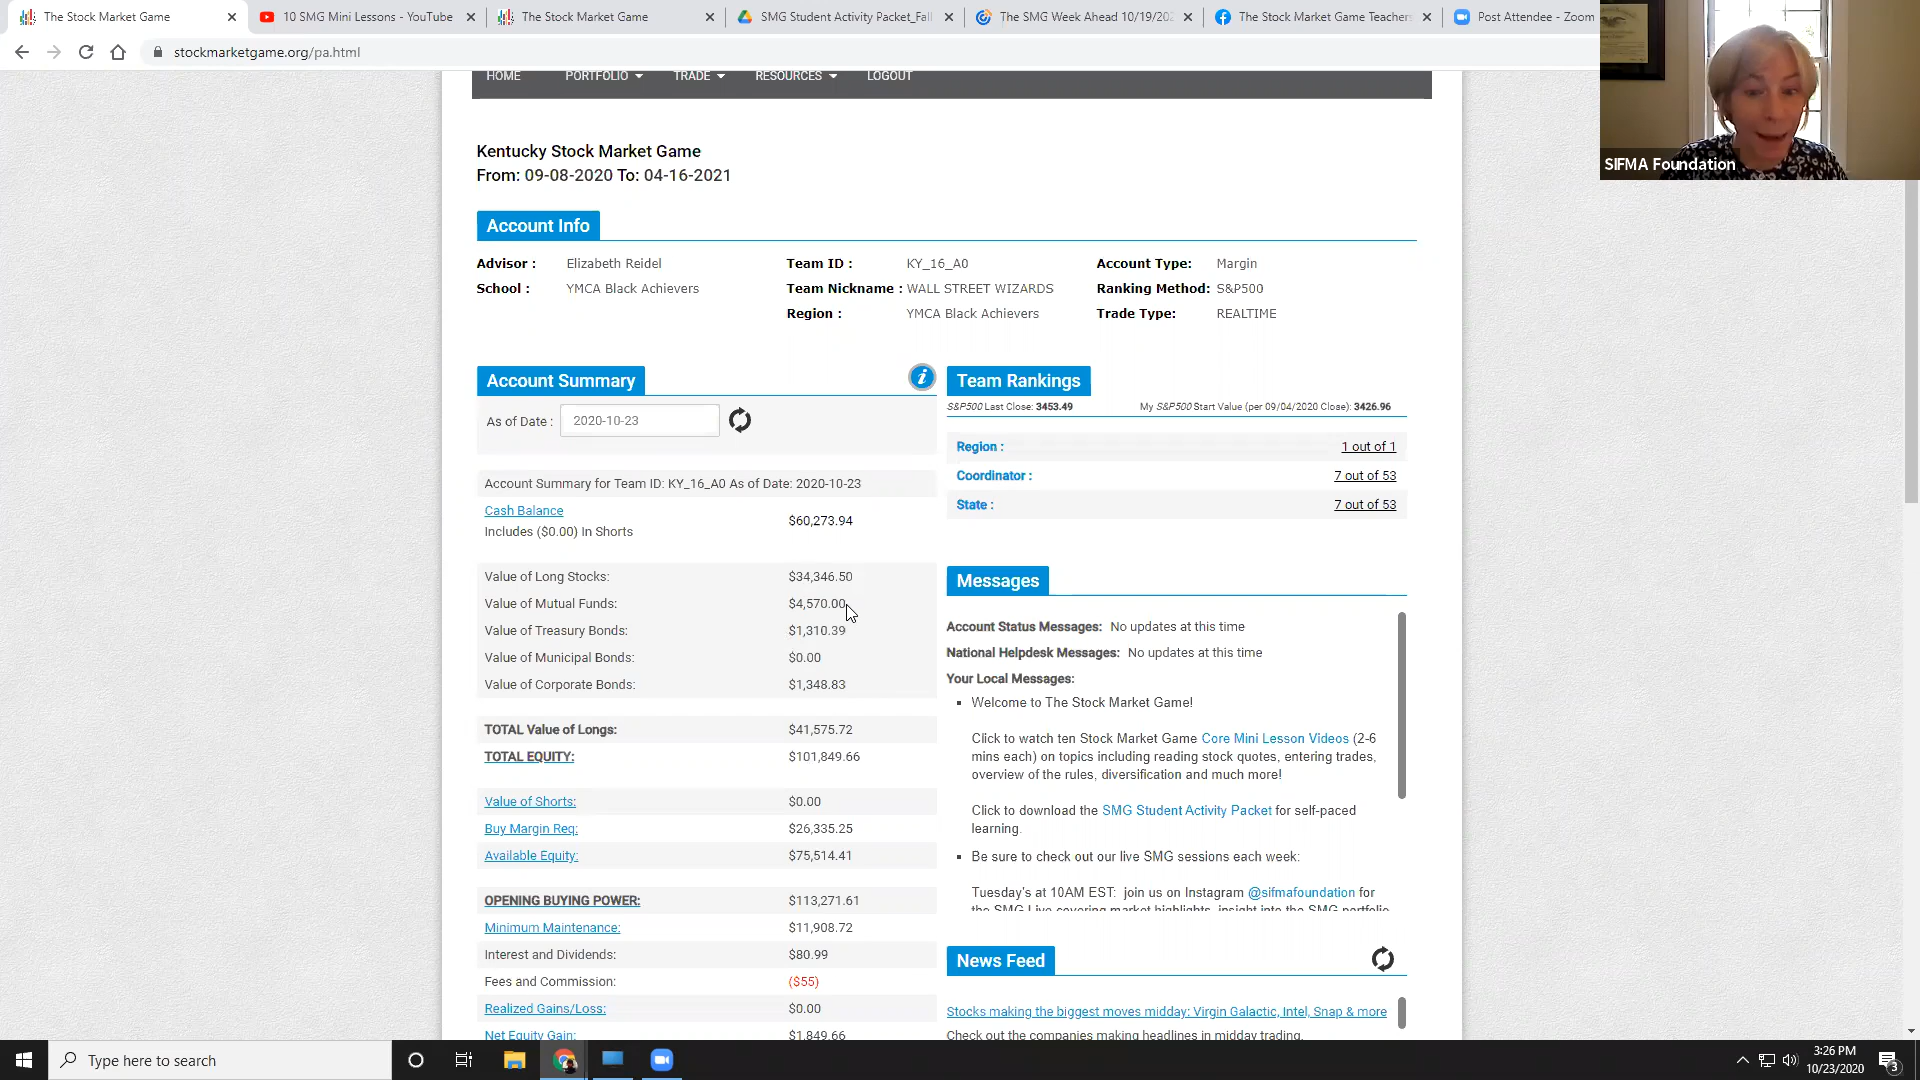 The Stock Market Game
10 SMG Mini Lessons - YouTube
The Stock Market Game
SMG Student Activity Packet_Fall
The SMG Week Ahead 10/19/202
The Stock Market Game Teachers
Post Attendee - Zoom
stockmarketgame.org/pa.html
HOME PORTFOLIO TRADE RESOURCES LOGOUT
SIFMA Foundation
Kentucky Stock Market Game
From: 09-08-2020 To: 04-16-2021
Account Info
Advisor : Elizabeth Reidel Team ID : KY_16_A0 Account Type: Margin
School : YMCA Black Achievers Team Nickname : WALL STREET WIZARDS Ranking Method: S&P500
Region : YMCA Black Achievers Trade Type: REALTIME
Account Summary
i
As of Date : 2020-10-23
Account Summary for Team ID: KY_16_A0 As of Date: 2020-10-23
Cash Balance
Includes ($0.00) In Shorts $60,273.94
Value of Long Stocks: $34,346.50
Value of Mutual Funds: $4,570.00
Value of Treasury Bonds: $1,310.39
Value of Municipal Bonds: $0.00
Value of Corporate Bonds: $1,348.83
TOTAL Value of Longs: $41,575.72
TOTAL EQUITY: $101,849.66
Value of Shorts: $0.00
Buy Margin Req: $26,335.25
Available Equity: $75,514.41
OPENING BUYING POWER: $113,271.61
Minimum Maintenance: $11,908.72
Interest and Dividends: $80.99
Fees and Commission: ($55)
Realized Gains/Loss: $0.00
Net Equity Gain: $1,849.66
Team Rankings
S&P500 Last Close: 3453.49 My S&P500 Start Value (per 09/04/2020 Close): 3426.96
Region : 1 out of 1
Coordinator : 7 out of 53
State : 7 out of 53
Messages
Account Status Messages: No updates at this time
National Helpdesk Messages: No updates at this time
Your Local Messages:
▪ Welcome to The Stock Market Game!
Click to watch ten Stock Market Game Core Mini Lesson Videos (2-6
mins each) on topics including reading stock quotes, entering trades,
overview of the rules, diversification and much more!
Click to download the SMG Student Activity Packet for self-paced
learning.
▪ Be sure to check out our live SMG sessions each week:
Tuesday's at 10AM EST: join us on Instagram @sifmafoundation for
the SMG Live covering market highlights, insight into the SMG portfolio
News Feed
Stocks making the biggest moves midday: Virgin Galactic, Intel, Snap & more
Check out the companies making headlines in midday trading.
Type here to search
3:26 PM
10/23/2020
3